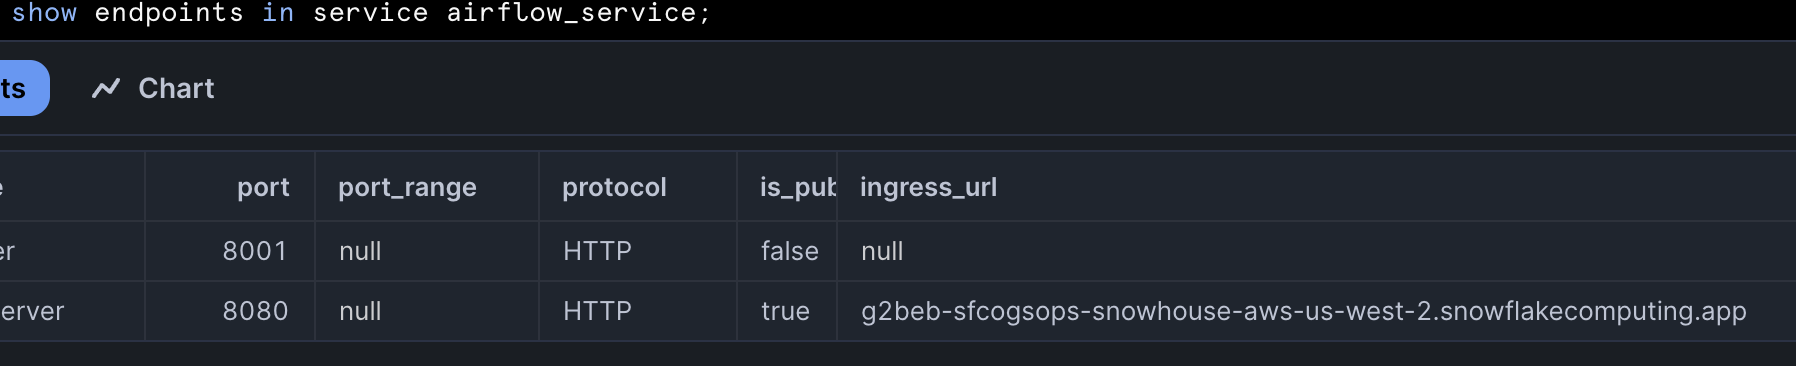 show endpoints in service airflow_service;
ts Chart
e port port_range protocol is_pub ingress_url
er 8001 null HTTP false null
erver 8080 null HTTP true g2beb-sfcogsops-snowhouse-aws-us-west-2.snowflakecomputing.app